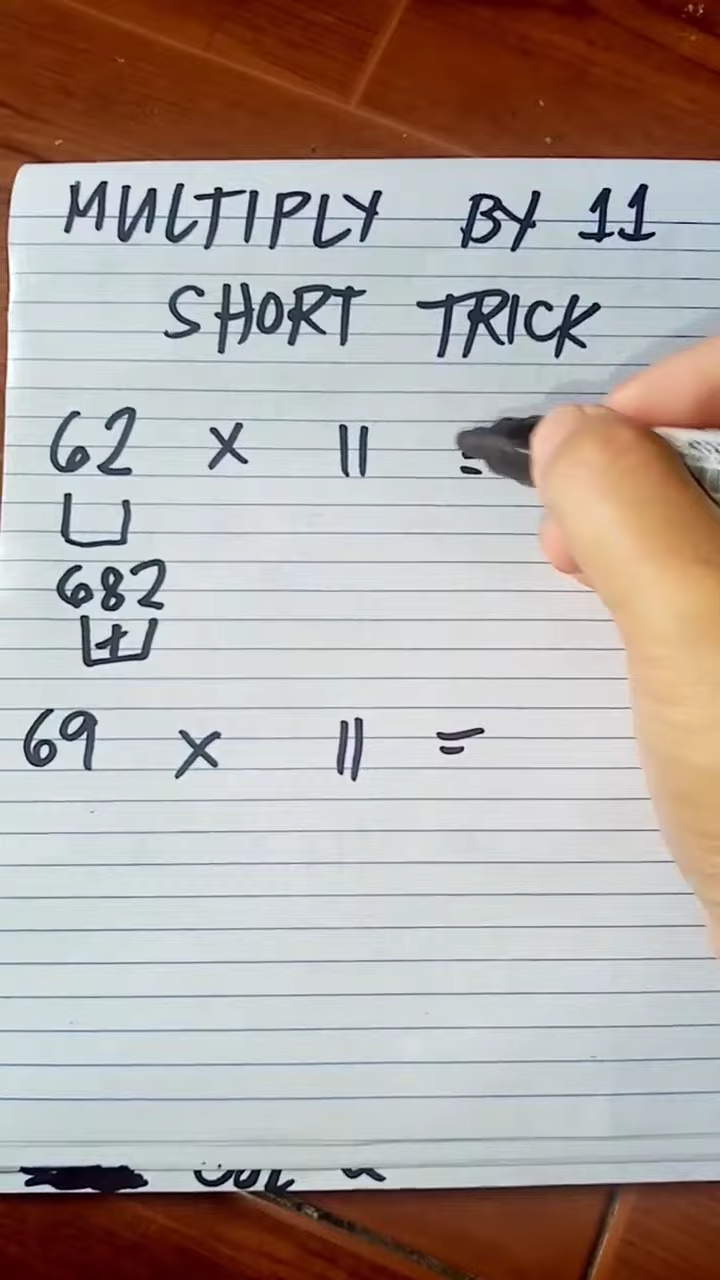 MULTIPLY BY 11
SHORT TRICK
62 x 11 =
682
+
69 x 11 =